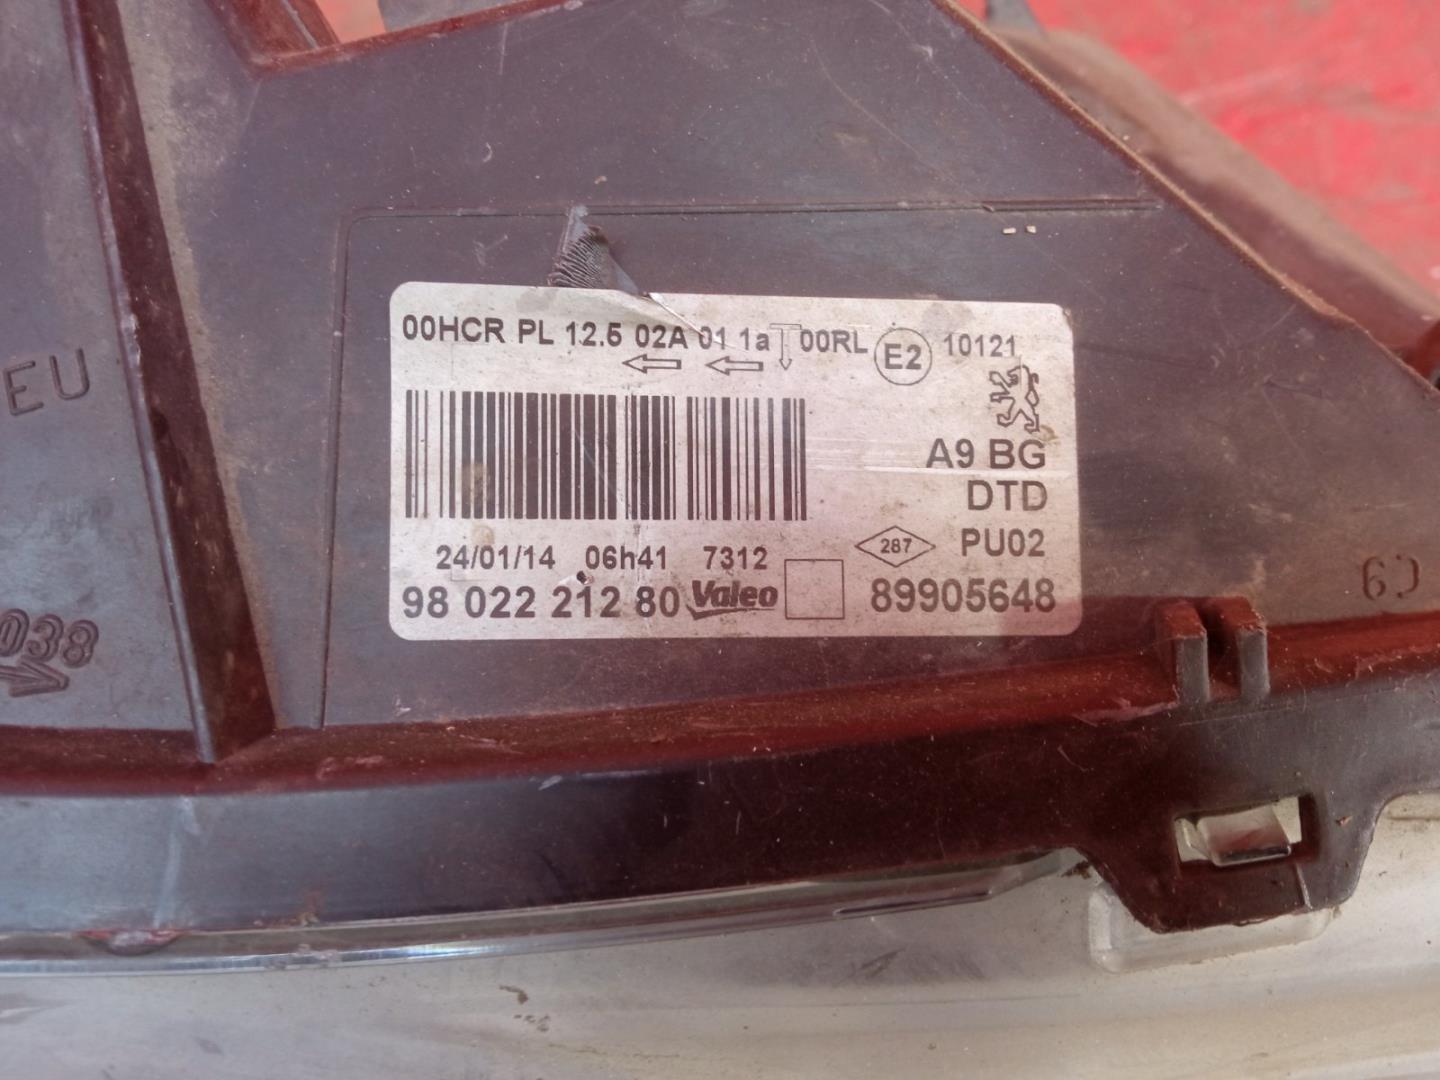 00HCR PL 12.5 02A 01 1a 00RL E2 10121
A9 BG
DTD
287 PU02
24/01/14 06h41 7312
98 022 212 80 Valeo 89905648
EU
038